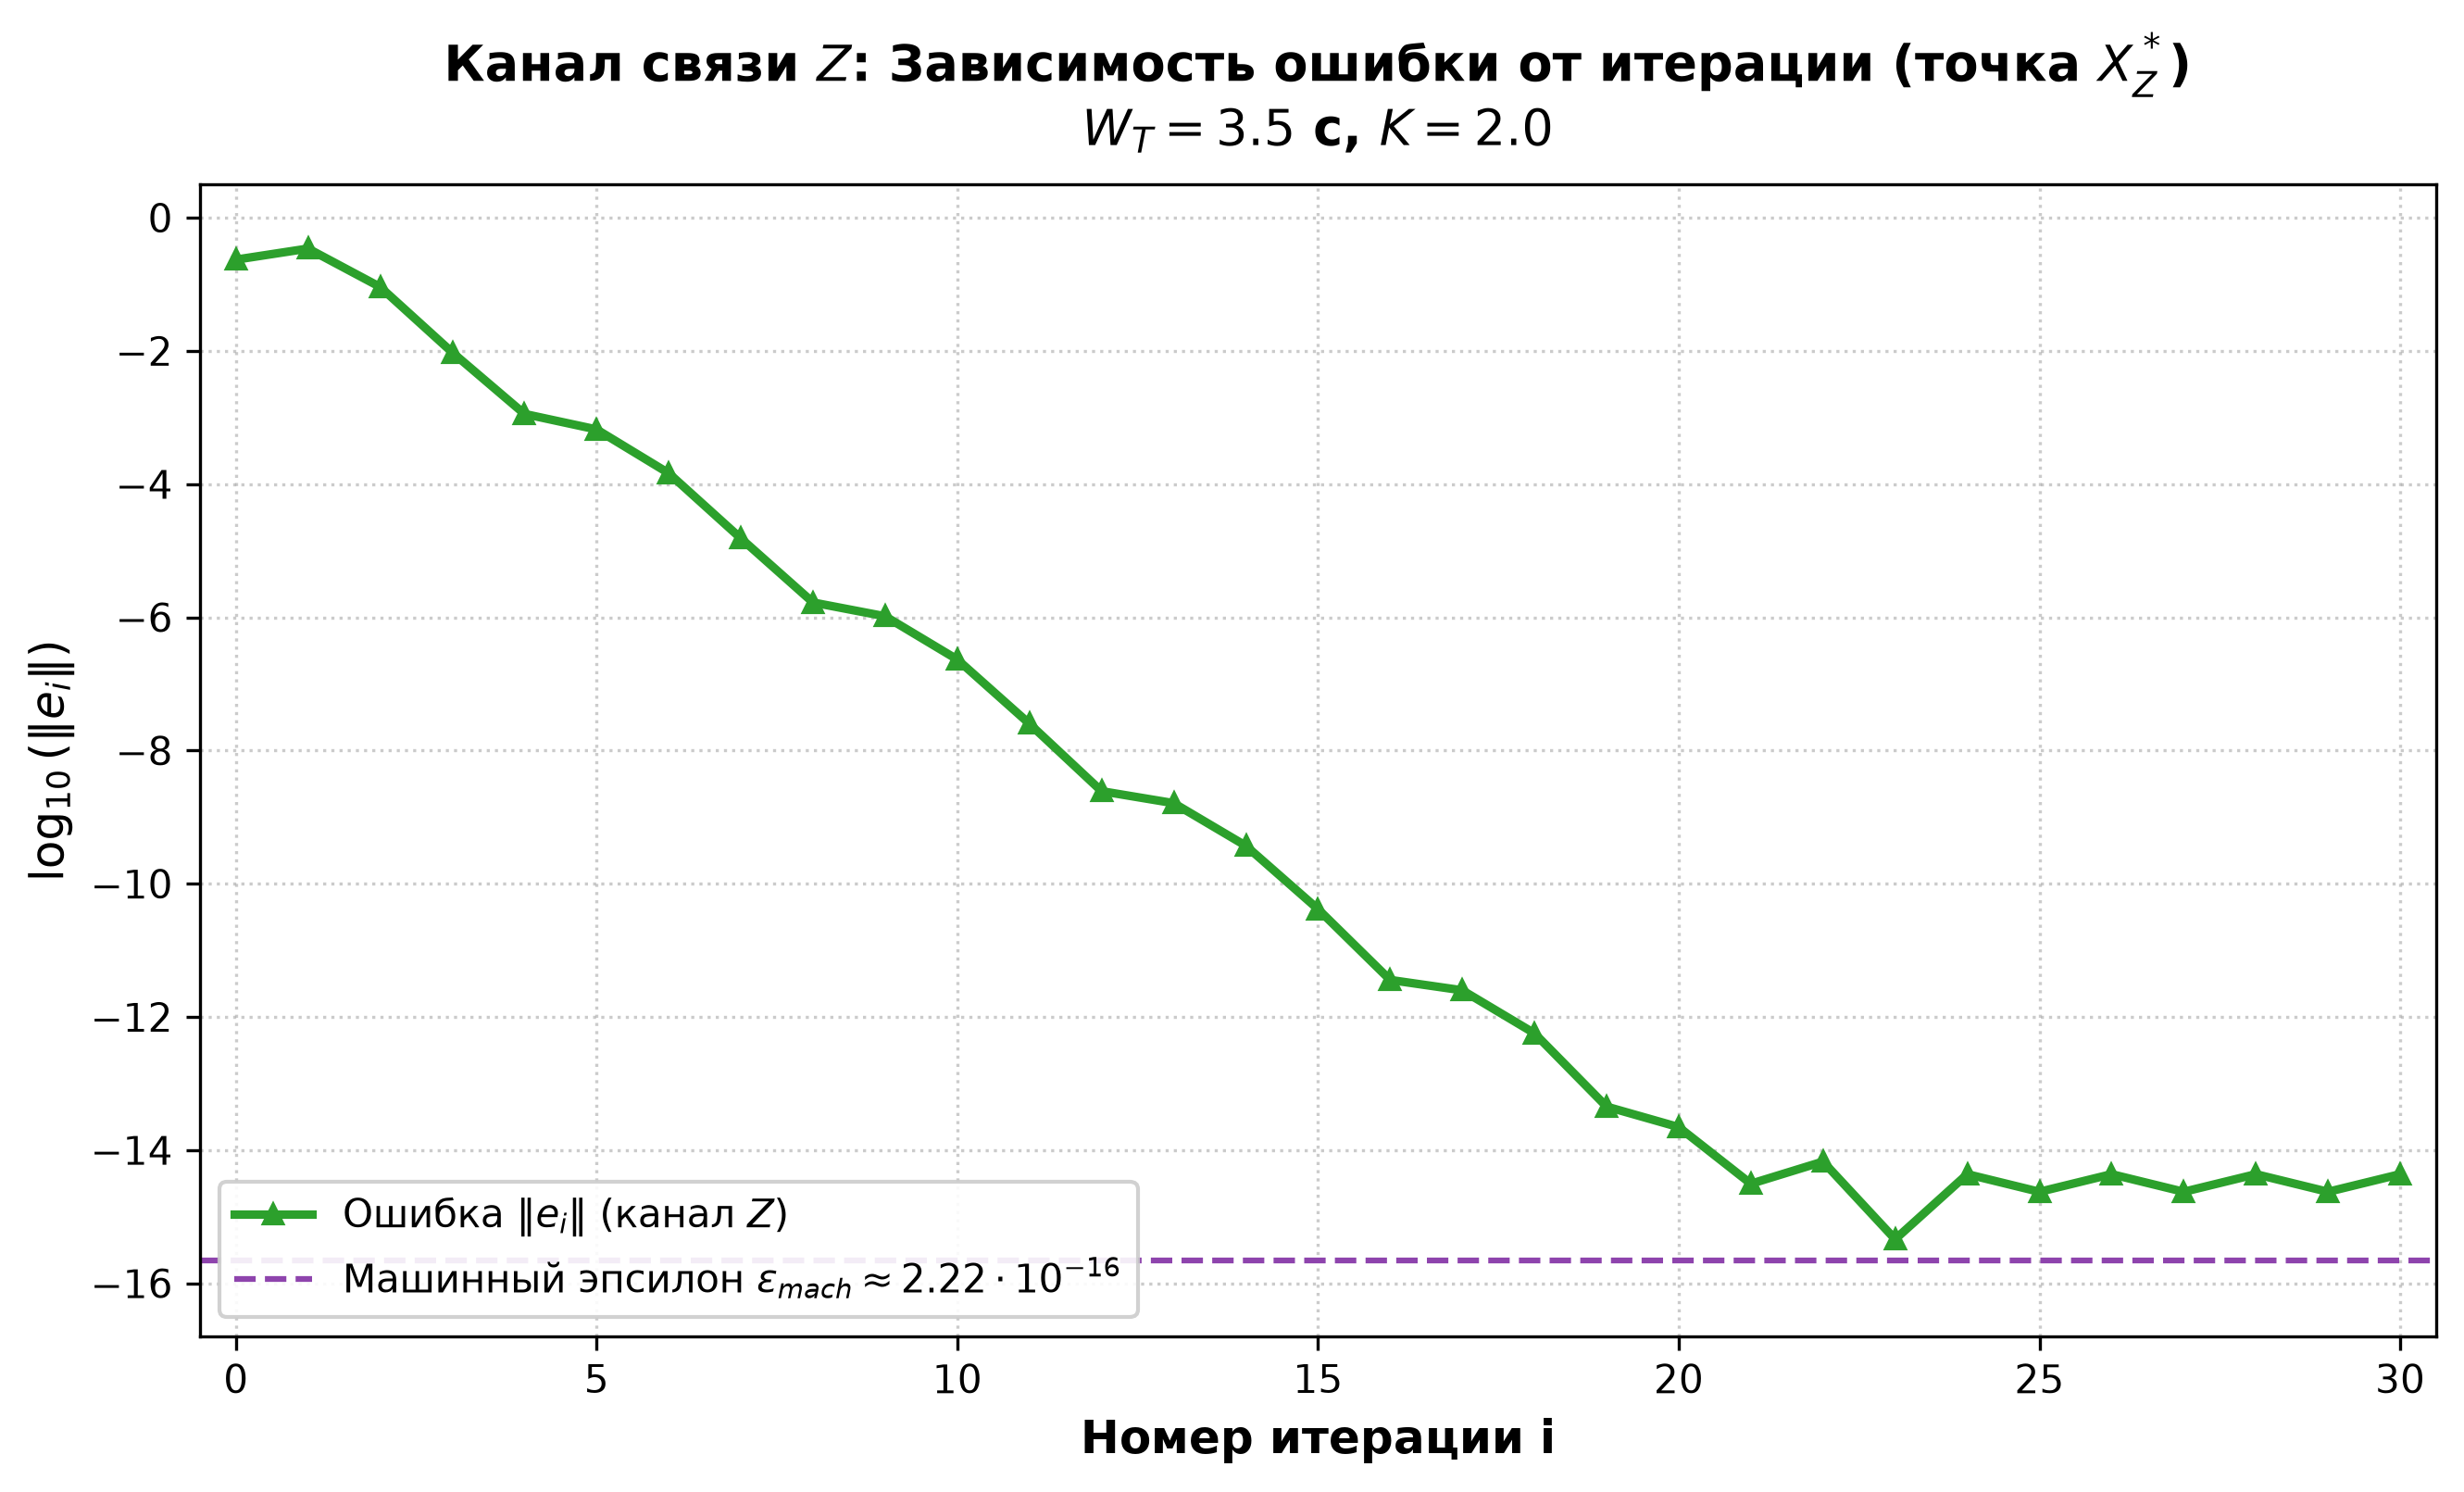 Канал связи Z: Зависимость ошибки от итерации (точка X*_Z)
W_T = 3.5 с, K = 2.0
log₁₀(‖e_i‖)
0
−2
−4
−6
−8
−10
−12
−14
−16
Ошибка ‖e_i‖ (канал Z)
Машинный эпсилон ε_mach ≈ 2.22 · 10⁻¹⁶
0 5 10 15 20 25 30
Номер итерации i